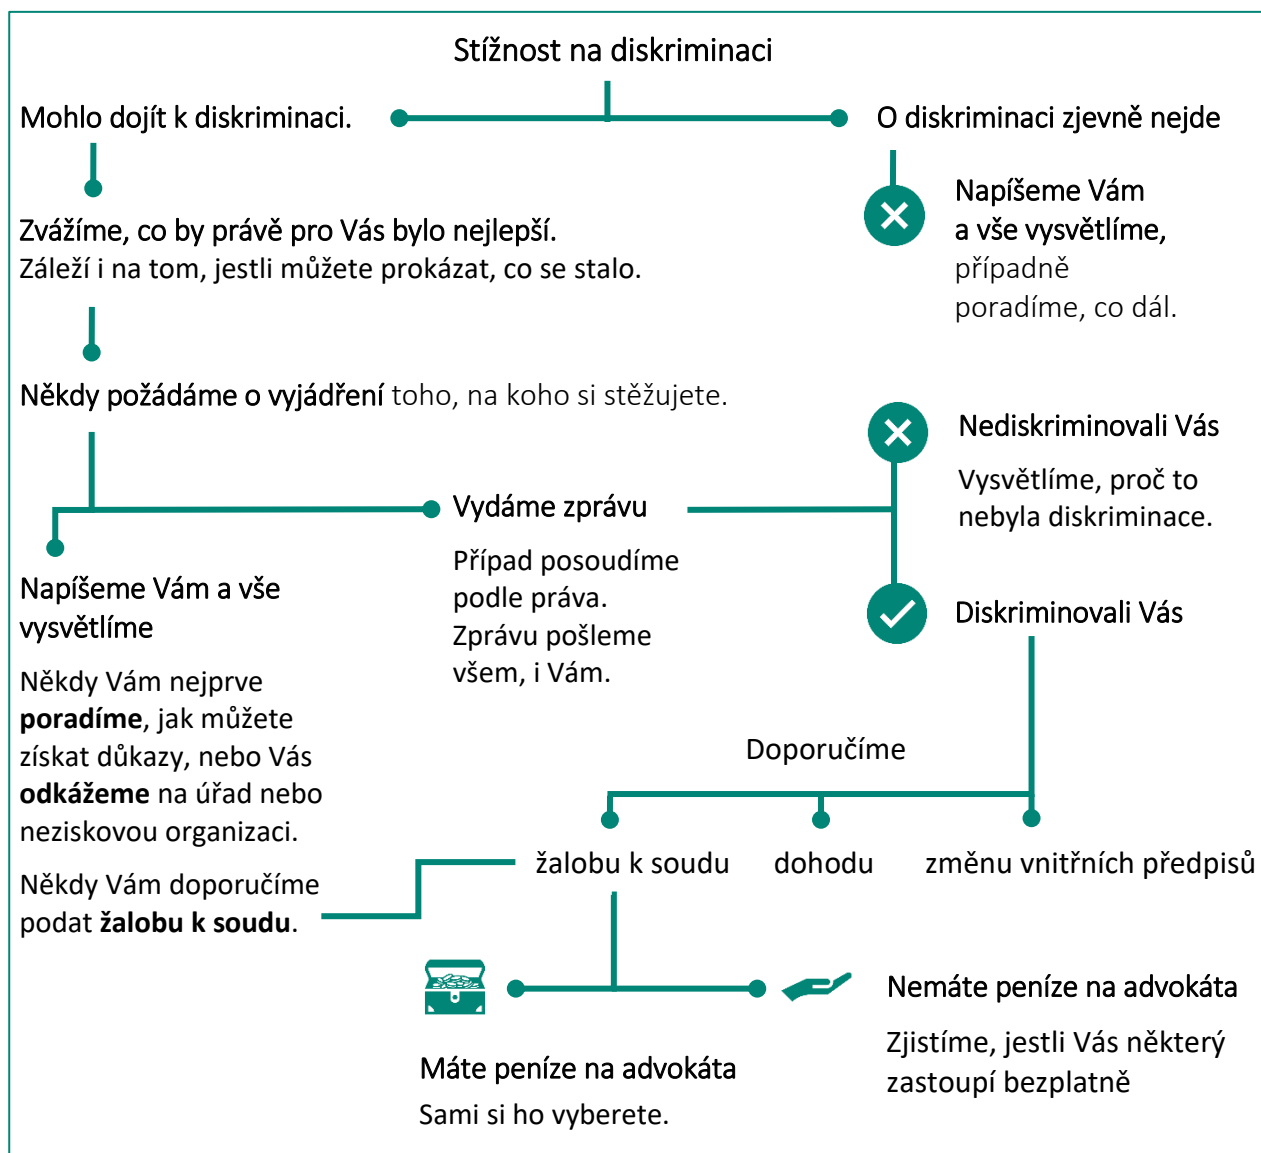 Stížnost na diskriminaci
Mohlo dojít k diskriminaci.
O diskriminaci zjevně nejde
Napíšeme Vám
a vše vysvětlíme,
případně
poradíme, co dál.
Zvážíme, co by právě pro Vás bylo nejlepší.
Záleží i na tom, jestli můžete prokázat, co se stalo.
Někdy požádáme o vyjádření toho, na koho si stěžujete.
Nediskriminovali Vás
Vysvětlíme, proč to
nebyla diskriminace.
Vydáme zprávu
Případ posoudíme
podle práva.
Zprávu pošleme
všem, i Vám.
Diskriminovali Vás
Napíšeme Vám a vše
vysvětlíme
Někdy Vám nejprve
poradíme, jak můžete
získat důkazy, nebo Vás
odkážeme na úřad nebo
neziskovou organizaci.
Někdy Vám doporučíme
podat žalobu k soudu.
Doporučíme
žalobu k soudu
dohodu
změnu vnitřních předpisů
Máte peníze na advokáta
Sami si ho vyberete.
Nemáte peníze na advokáta
Zjistíme, jestli Vás některý
zastoupí bezplatně